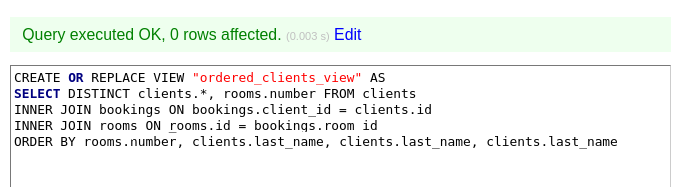 Query executed OK, 0 rows affected. (0.003 s) Edit
CREATE OR REPLACE VIEW "ordered_clients_view" AS
SELECT DISTINCT clients.*, rooms.number FROM clients
INNER JOIN bookings ON bookings.client_id = clients.id
INNER JOIN rooms ON rooms.id = bookings.room_id
ORDER BY rooms.number, clients.last_name, clients.last_name, clients.last_name